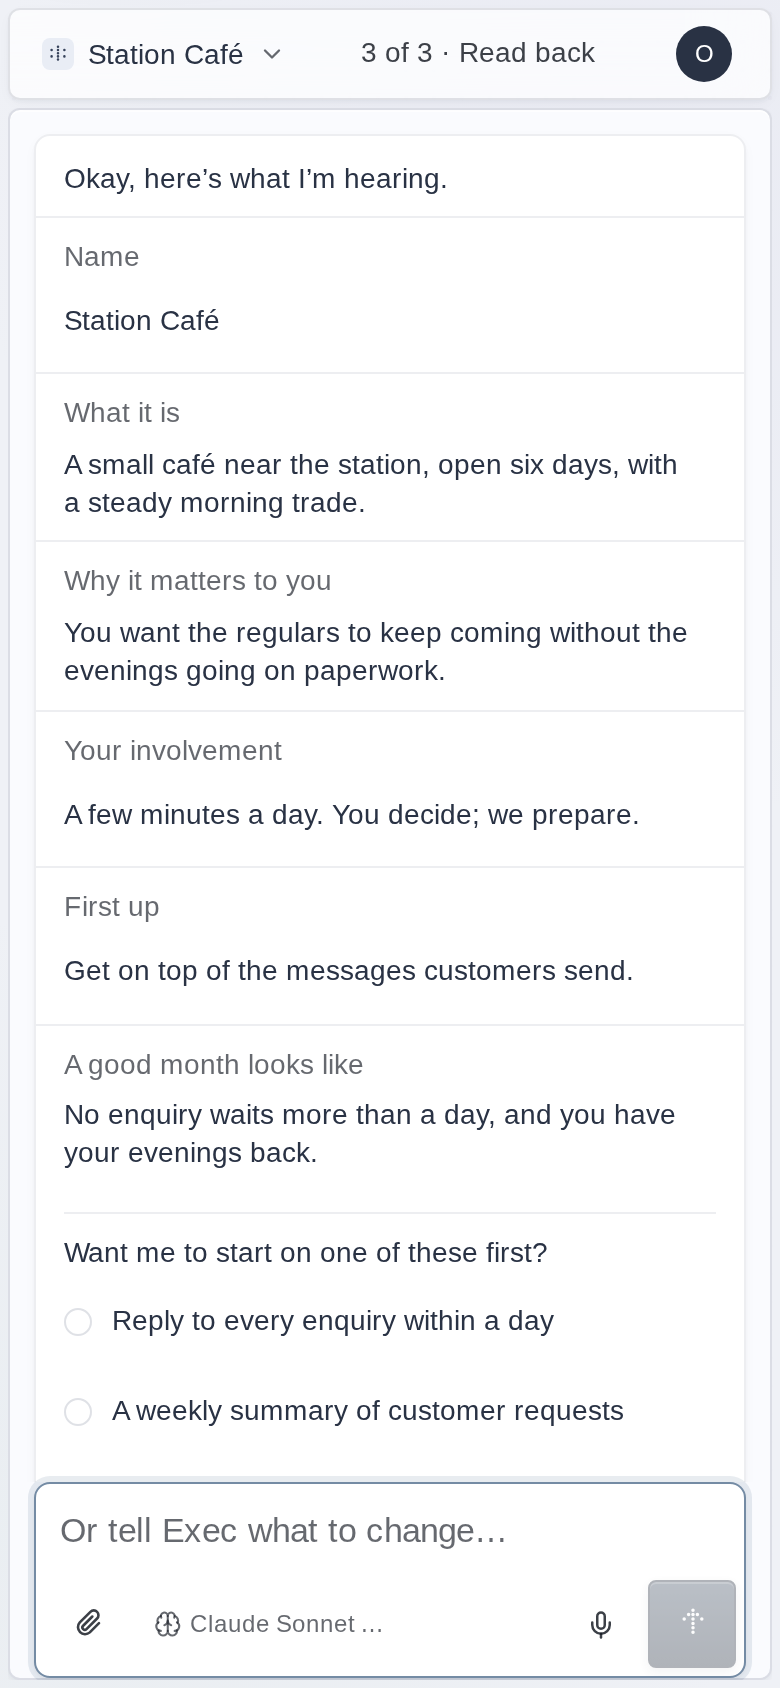 Station Café
3 of 3 · Read back
O
Okay, here’s what I’m hearing.
Name
Station Café
What it is
A small café near the station, open six days, with
a steady morning trade.
Why it matters to you
You want the regulars to keep coming without the
evenings going on paperwork.
Your involvement
A few minutes a day. You decide; we prepare.
First up
Get on top of the messages customers send.
A good month looks like
No enquiry waits more than a day, and you have
your evenings back.
Want me to start on one of these first?
Reply to every enquiry within a day
A weekly summary of customer requests
Or tell Exec what to change…
Claude Sonnet …